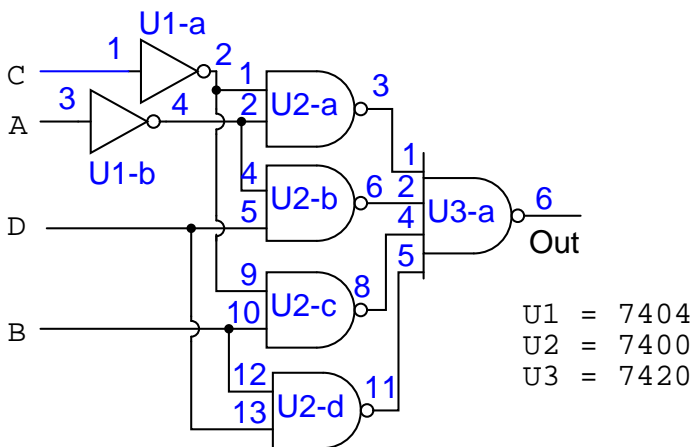 U1-a
C
1
2
1
3
U2-a
A
3
4
2
U1-b
1
4
U2-b
6
2
U3-a
6
D
5
4
5
Out
9
U2-c
8
10
B
U1 = 7404
U2 = 7400
U3 = 7420
12
U2-d
11
13